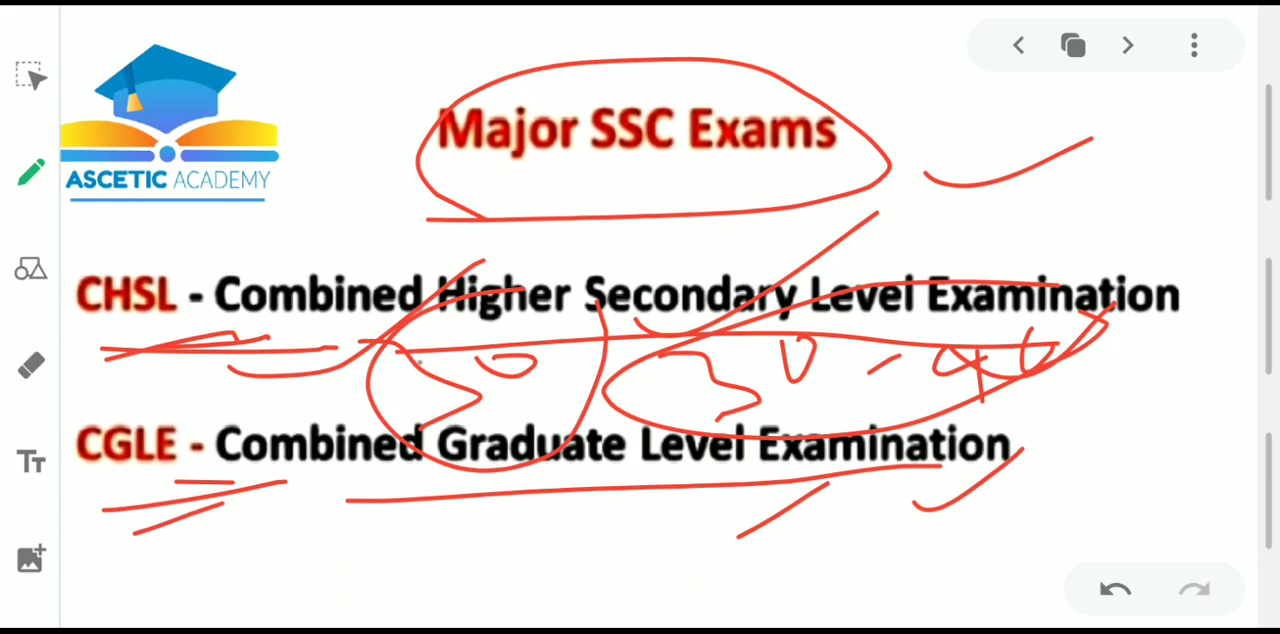 ASCETIC ACADEMY
Major SSC Exams
CHSL - Combined Higher Secondary Level Examination
CGLE - Combined Graduate Level Examination